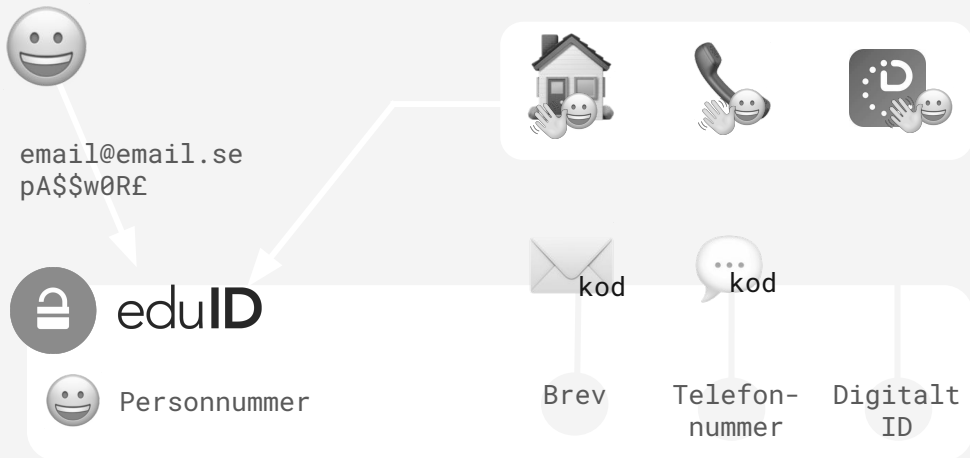 email@email.se
pA$$w0R£
kod
kod
eduID
Personnummer
Brev
Telefon-
nummer
Digitalt
ID